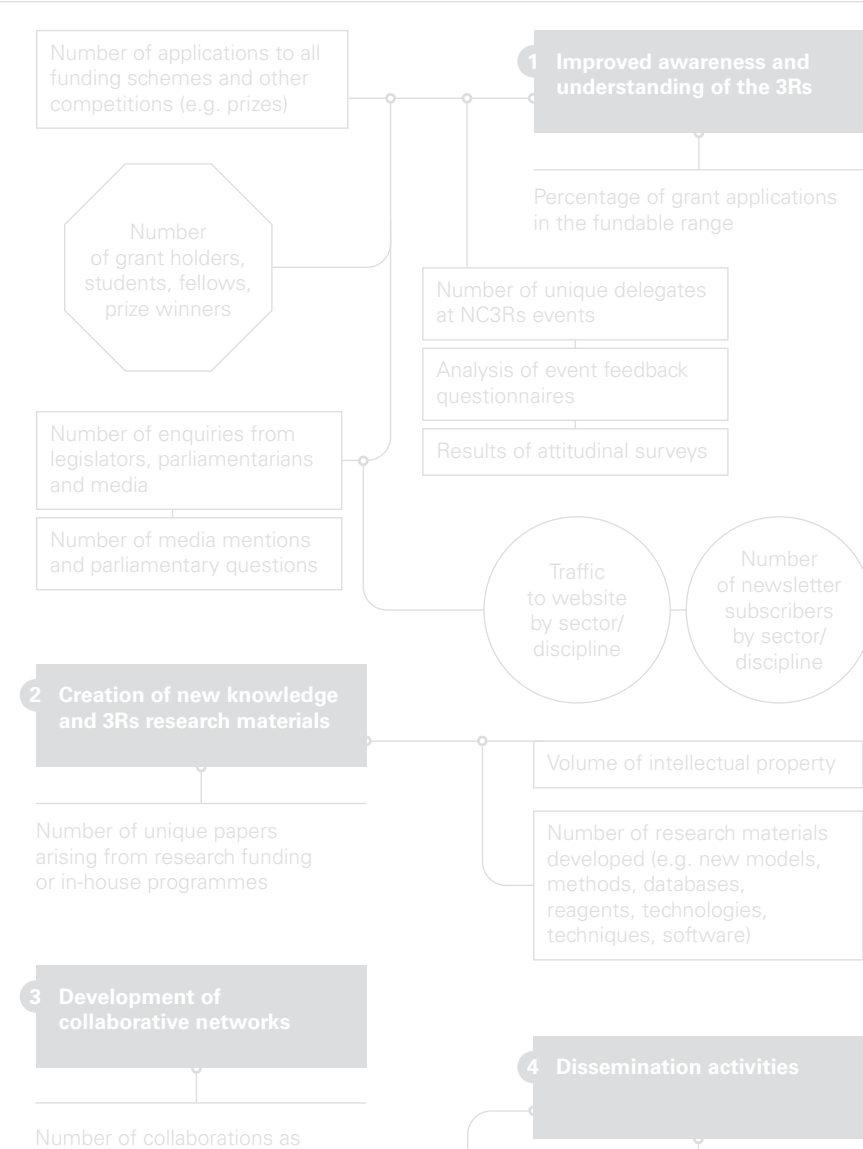 Number of applications to all
funding schemes and other
competitions (e.g. prizes)
1 Improved awareness and
understanding of the 3Rs
Percentage of grant applications
in the fundable range
Number
of grant holders,
students, fellows,
prize winners
Number of unique delegates
at NC3Rs events
Analysis of event feedback
questionnaires
Results of attitudinal surveys
Number of enquiries from
legislators, parliamentarians
and media
Number of media mentions
and parliamentary questions
Traffic
to website
by sector/
discipline
Number
of newsletter
subscribers
by sector/
discipline
2 Creation of new knowledge
and 3Rs research materials
Number of unique papers
arising from research funding
or in-house programmes
Volume of intellectual property
Number of research materials
developed (e.g. new models,
methods, databases,
reagents, technologies,
techniques, software)
3 Development of
collaborative networks
Number of collaborations as
4 Dissemination activities